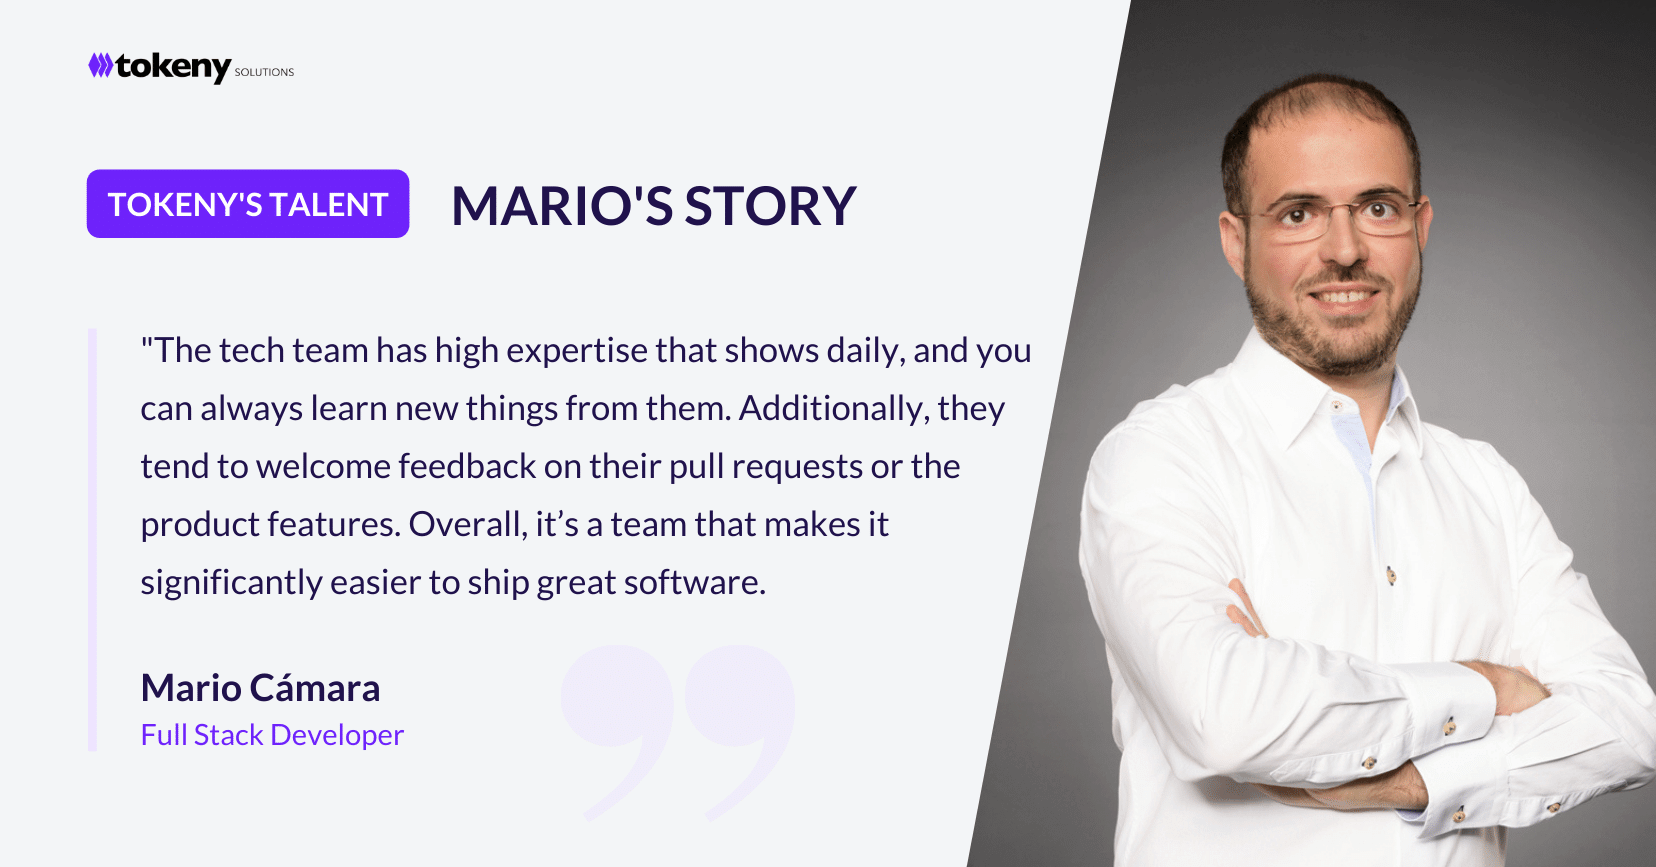 tokeny SOLUTIONS
TOKENY'S TALENT
MARIO'S STORY
"The tech team has high expertise that shows daily, and you
can always learn new things from them. Additionally, they
tend to welcome feedback on their pull requests or the
product features. Overall, it’s a team that makes it
significantly easier to ship great software.
Mario Cámara
Full Stack Developer